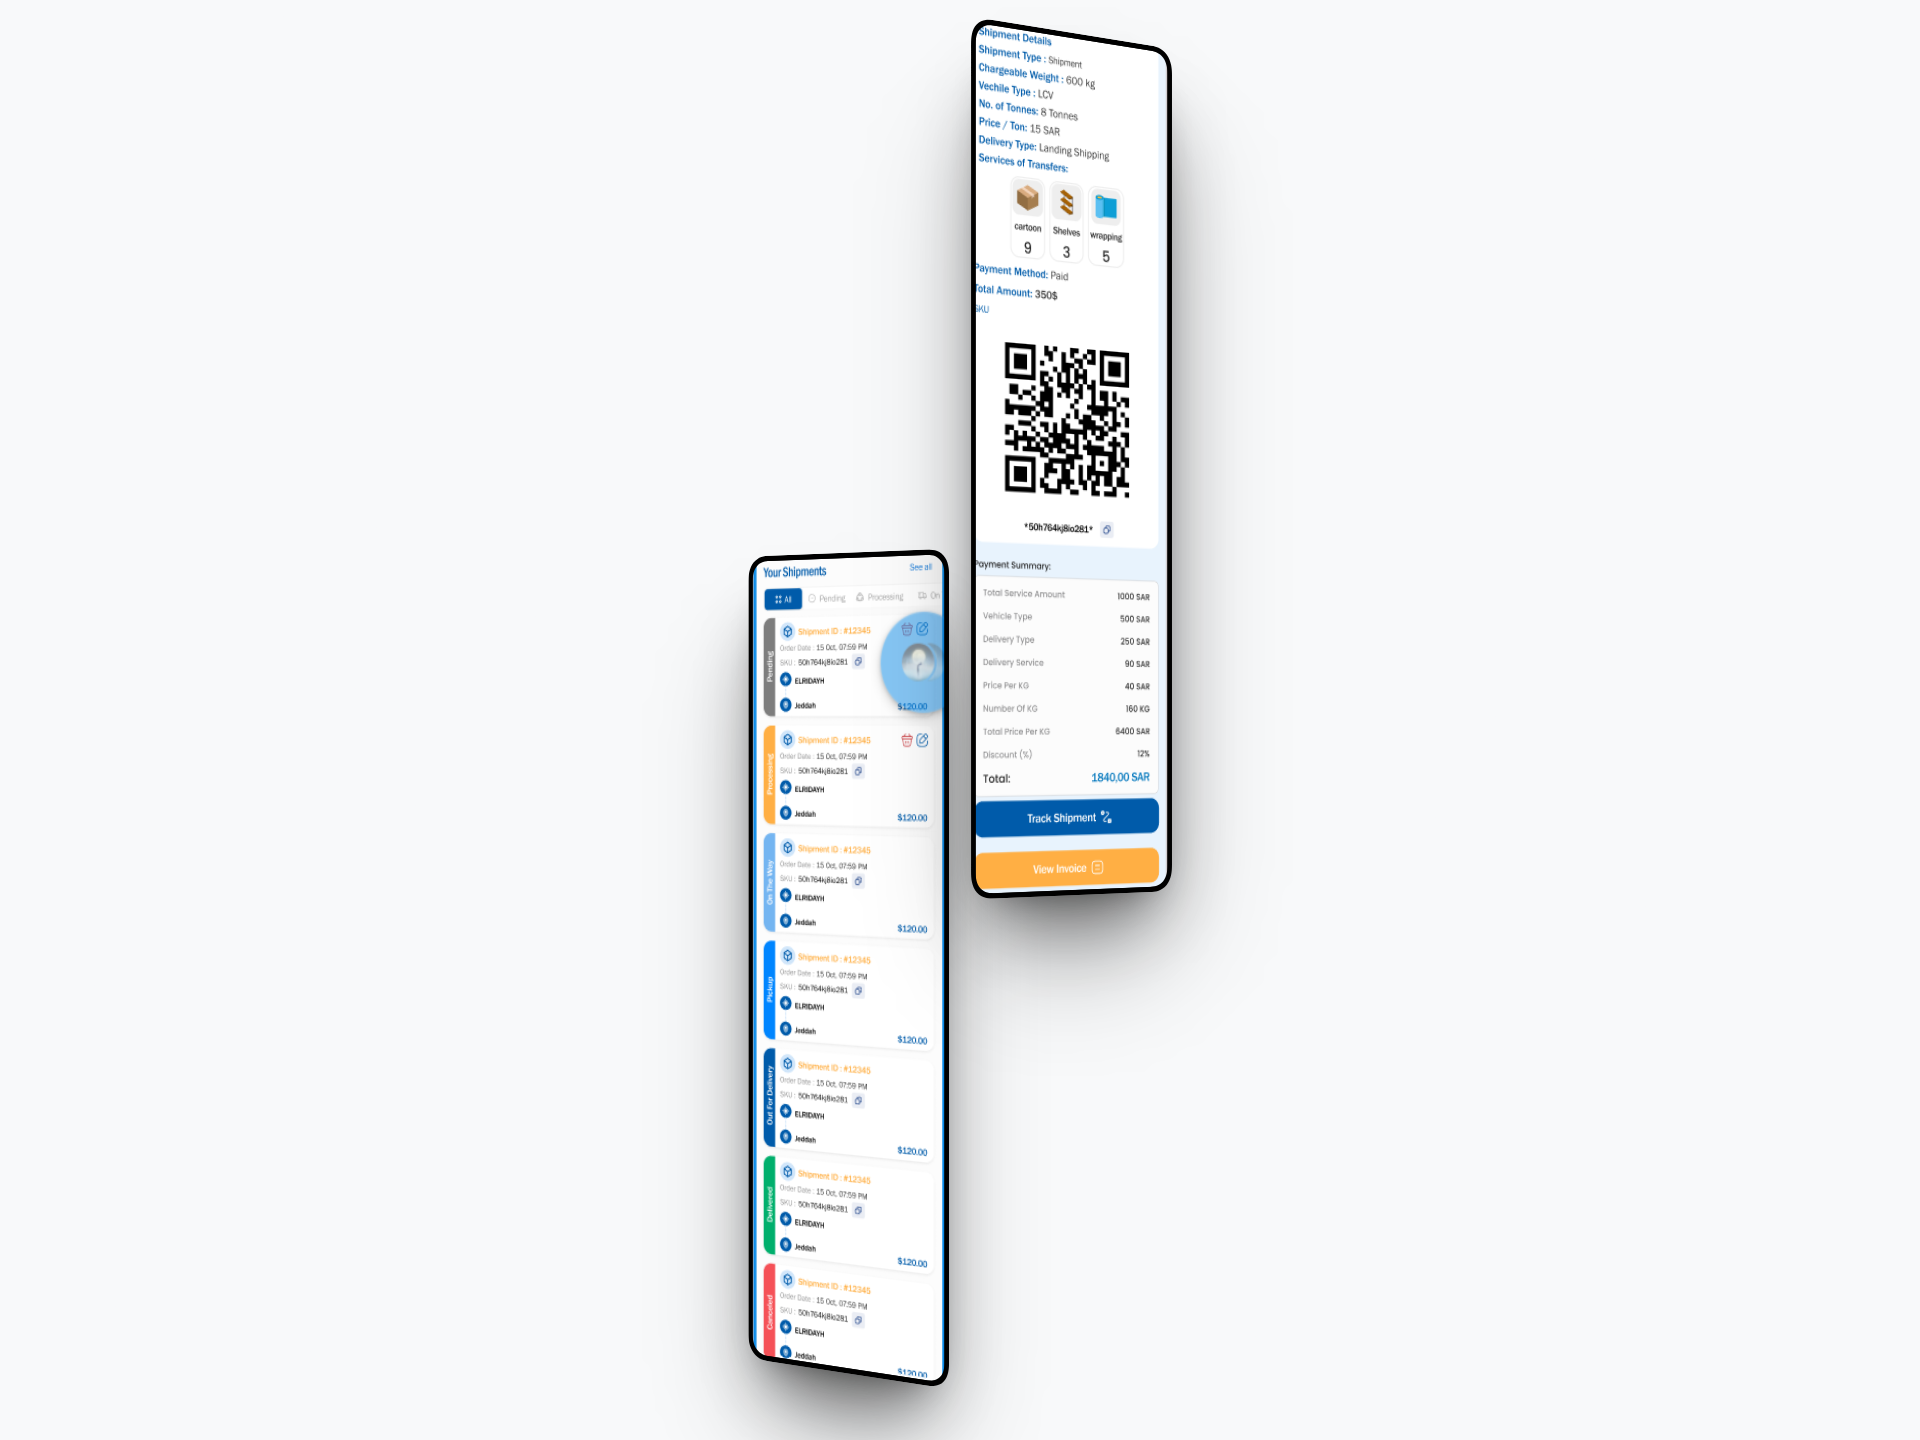 Shipment Details
Shipment Type : Shipment
Chargeable Weight : 600 kg
Vechile Type : LCV
No. of Tonnes: 8 Tonnes
Price / Ton: 15 SAR
Delivery Type: Landing Shipping
Services of Transfers:
cartoon Shelves wrapping
9 3 5
Payment Method: Paid
Total Amount: 350$
SKU
*50h764kj8io281*
Payment Summary:
Total Service Amount 1000 SAR
Vehicle Type 500 SAR
Delivery Type 250 SAR
Delivery Service 90 SAR
Price Per KG 40 SAR
Number Of KG 160 KG
Total Price Per KG 6400 SAR
Discount (%) 12%
Total: 1840,00 SAR
Track Shipment
View Invoice
Your Shipments See all
All Pending Processing On
Pending
Shipment ID : #12345
Order Date : 15 Oct, 07:59 PM
SKU : 50h764kj8io281
ELRIDAYH
Jeddah $120.00
Processing
Shipment ID : #12345
Order Date : 15 Oct, 07:59 PM
SKU : 50h764kj8io281
ELRIDAYH
Jeddah $120.00
On The Way
Shipment ID : #12345
Order Date : 15 Oct, 07:59 PM
SKU : 50h764kj8io281
ELRIDAYH
Jeddah $120.00
Pickup
Shipment ID : #12345
Order Date : 15 Oct, 07:59 PM
SKU : 50h764kj8io281
ELRIDAYH
Jeddah $120.00
Out For Delivery
Shipment ID : #12345
Order Date : 15 Oct, 07:59 PM
SKU : 50h764kj8io281
ELRIDAYH
Jeddah $120.00
Delivered
Shipment ID : #12345
Order Date : 15 Oct, 07:59 PM
SKU : 50h764kj8io281
ELRIDAYH
Jeddah $120.00
Canceled
Shipment ID : #12345
Order Date : 15 Oct, 07:59 PM
SKU : 50h764kj8io281
ELRIDAYH
Jeddah $120.00